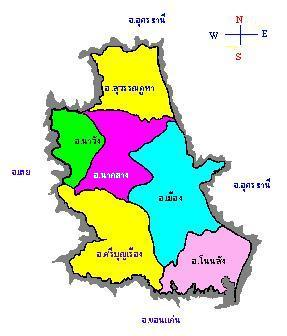 อ.อุดรธานี
N
W E
S
อ.สุวรรณคูหา
อ.นาวัง
อ.นากลาง
อ.เลย
อ.อุดรธานี
อ.เมือง
อ.ศรีบุญเรือง
อ.โนนสัง
อ.ขอนแก่น